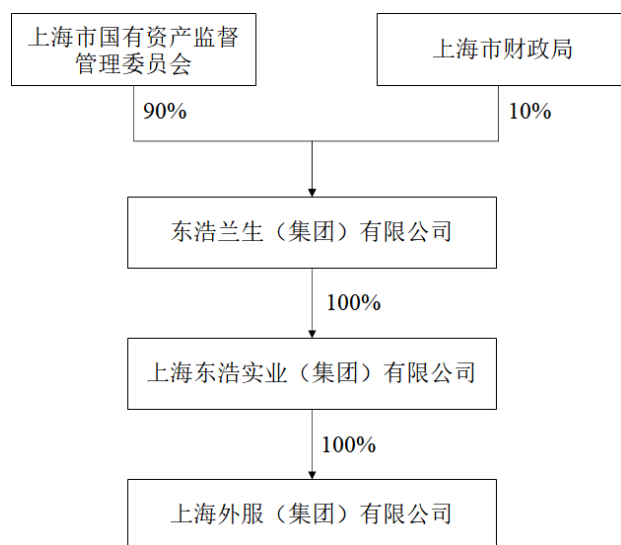 上海市国有资产监督
管理委员会
上海市财政局
90%
10%
东浩兰生（集团）有限公司
100%
上海东浩实业（集团）有限公司
100%
上海外服（集团）有限公司